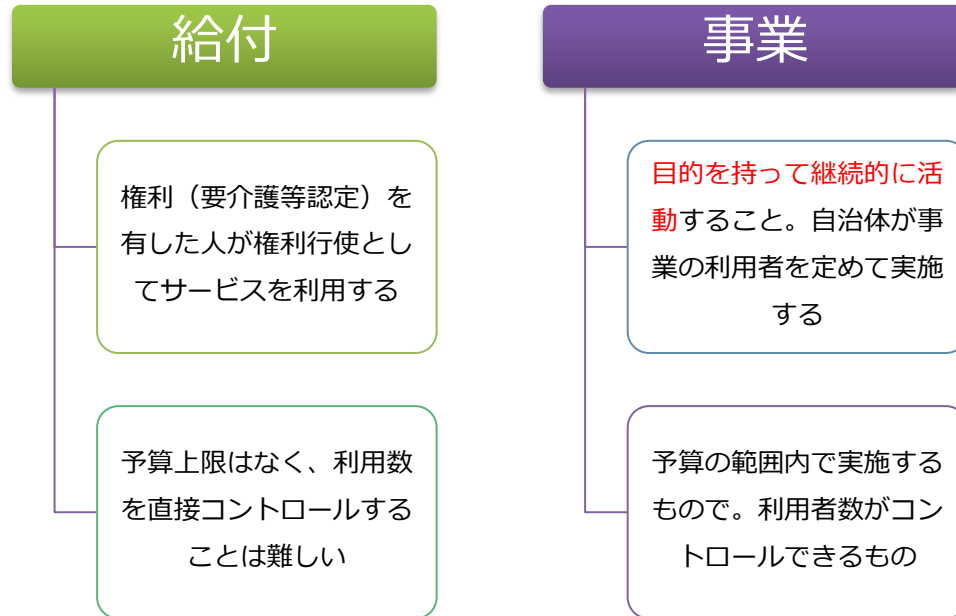 給付
権利（要介護等認定）を
有した人が権利行使とし
てサービスを利用する
予算上限はなく、利用数
を直接コントロールする
ことは難しい
事業
目的を持って継続的に活
動すること。自治体が事
業の利用者を定めて実施
する
予算の範囲内で実施する
もので。利用者数がコン
トロールできるもの